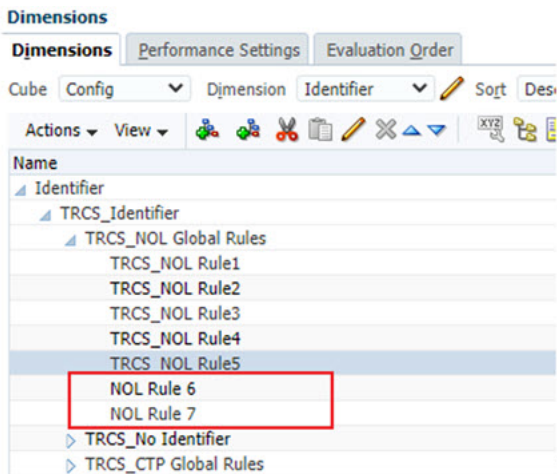 Dimensions
Dimensions Performance Settings Evaluation Order
Cube Config Dimension Identifier Sort
Actions View XYZ
Name
Identifier
TRCS_Identifier
TRCS_NOL Global Rules
TRCS_NOL Rule1
TRCS_NOL Rule2
TRCS_NOL Rule3
TRCS_NOL Rule4
TRCS_NOL Rule5
NOL Rule 6
NOL Rule 7
TRCS_No Identifier
TRCS_CTP Global Rules